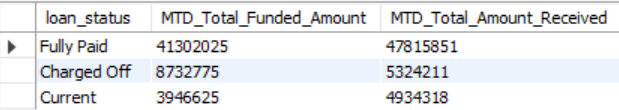 loan_status MTD_Total_Funded_Amount MTD_Total_Amount_Received
Fully Paid 41302025 47815851
Charged Off 8732775 5324211
Current 3946625 4934318